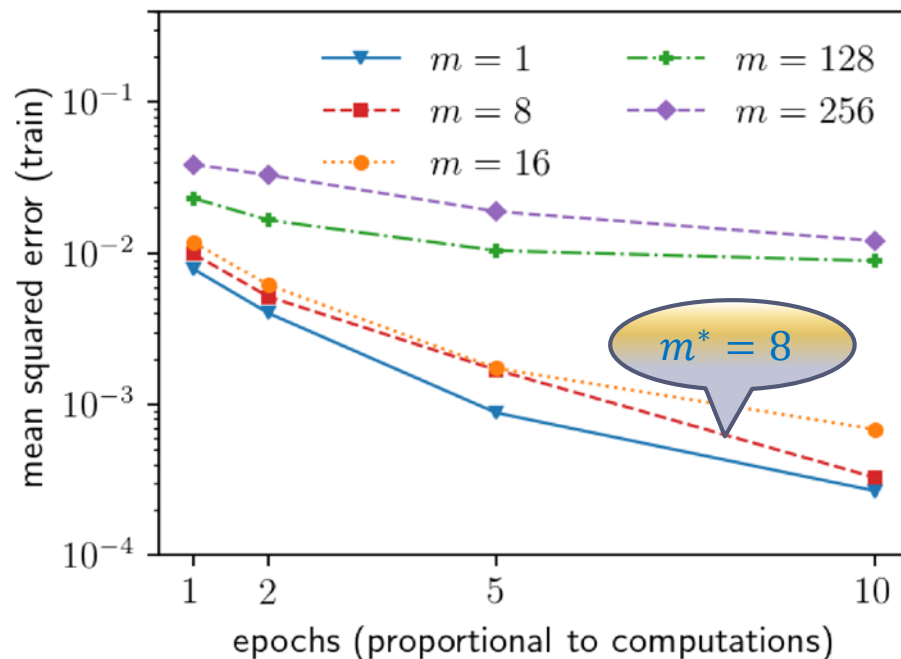 m = 1
m = 8
m = 16
m = 128
m = 256
mean squared error (train)
10⁻¹
10⁻²
10⁻³
10⁻⁴
m* = 8
1 2 5 10
epochs (proportional to computations)